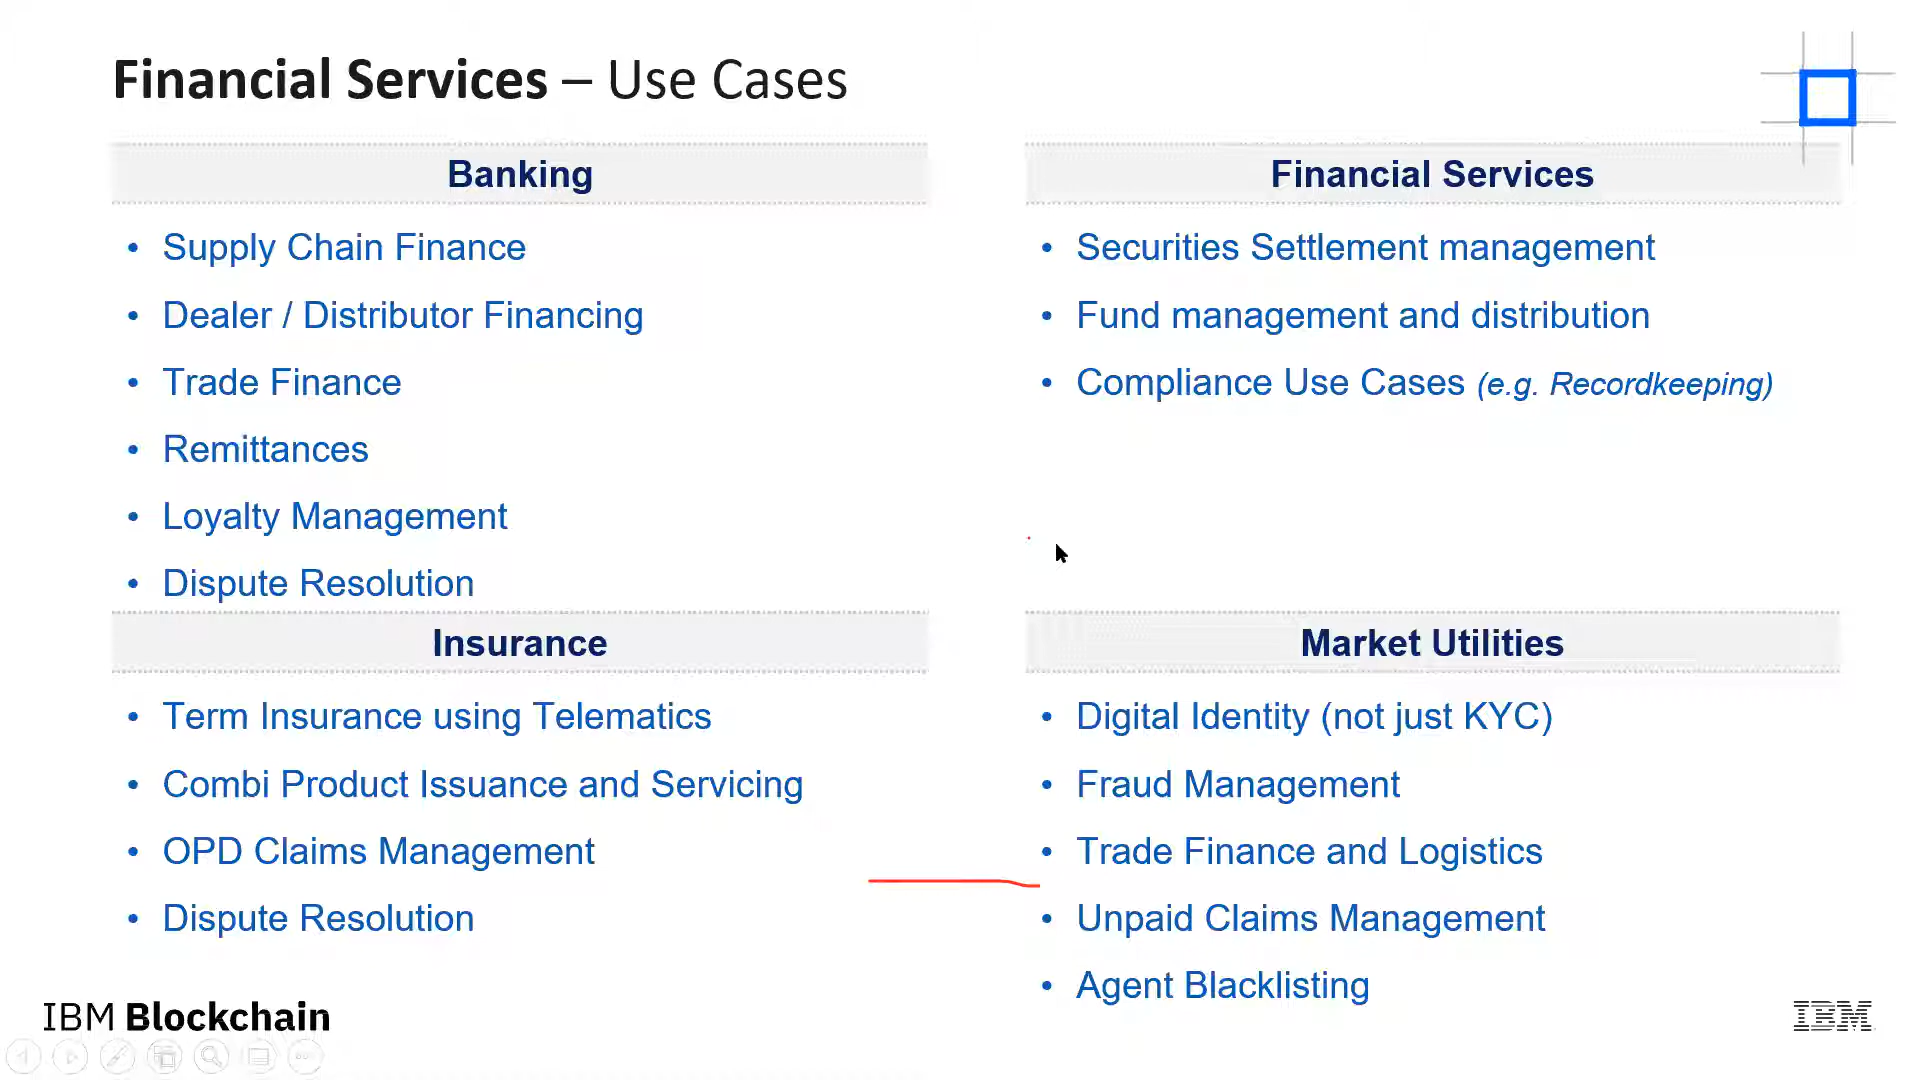 Financial Services – Use Cases
Banking
• Supply Chain Finance
• Dealer / Distributor Financing
• Trade Finance
• Remittances
• Loyalty Management
• Dispute Resolution
Financial Services
• Securities Settlement management
• Fund management and distribution
• Compliance Use Cases (e.g. Recordkeeping)
Insurance
• Term Insurance using Telematics
• Combi Product Issuance and Servicing
• OPD Claims Management
• Dispute Resolution
Market Utilities
• Digital Identity (not just KYC)
• Fraud Management
• Trade Finance and Logistics
• Unpaid Claims Management
• Agent Blacklisting
IBM Blockchain
IBM